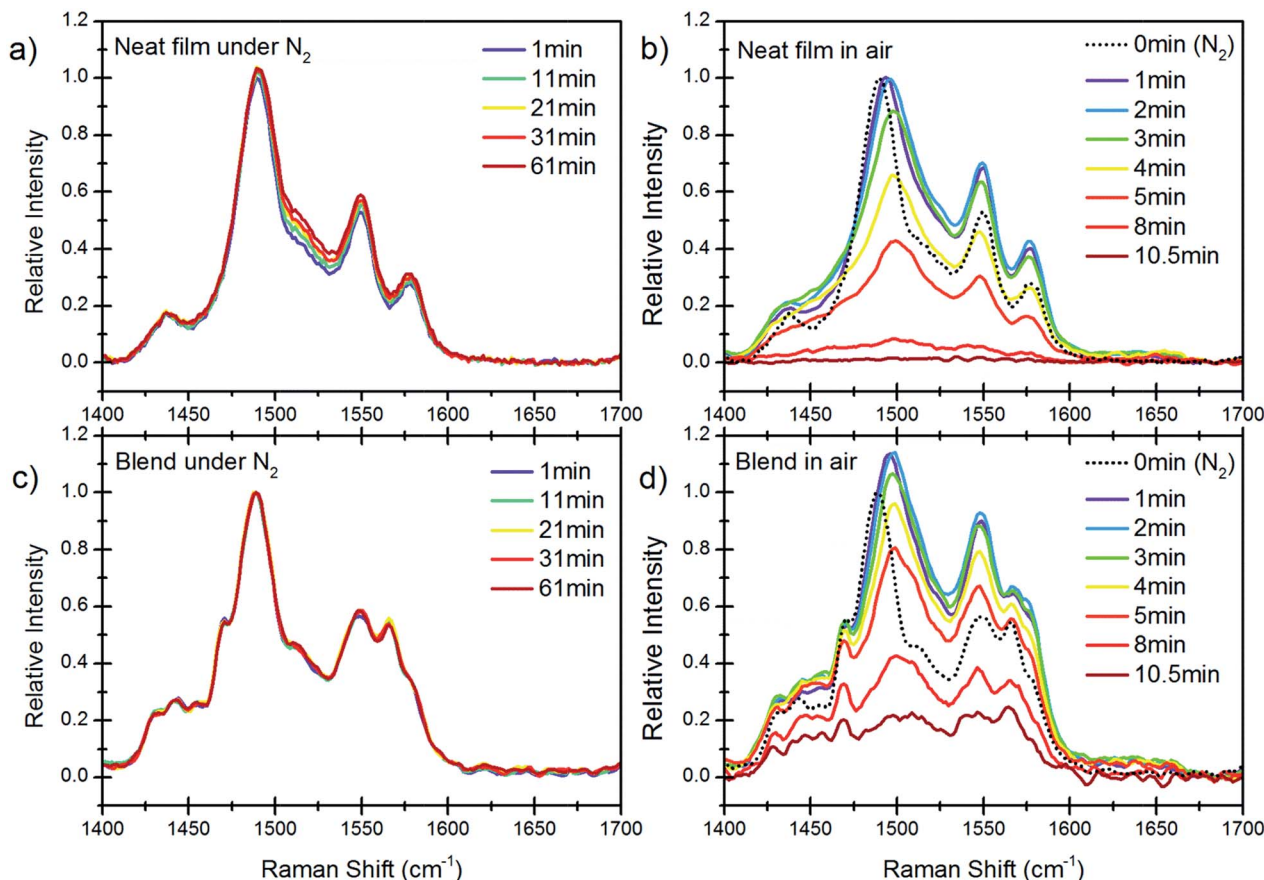 a)
Neat film under N2
1min
11min
21min
31min
61min
1.2
1.0
0.8
0.6
0.4
0.2
0.0
Relative Intensity
1400 1450 1500 1550 1600 1650 1700
b)
Neat film in air
0min (N2)
1min
2min
3min
4min
5min
8min
10.5min
1.2
1.0
0.8
0.6
0.4
0.2
0.0
Relative Intensity
1400 1450 1500 1550 1600 1650 1700
c)
Blend under N2
1min
11min
21min
31min
61min
1.2
1.0
0.8
0.6
0.4
0.2
0.0
Relative Intensity
1400 1450 1500 1550 1600 1650 1700
Raman Shift (cm-1)
d)
Blend in air
0min (N2)
1min
2min
3min
4min
5min
8min
10.5min
1.2
1.0
0.8
0.6
0.4
0.2
0.0
Relative Intensity
1400 1450 1500 1550 1600 1650 1700
Raman Shift (cm-1)